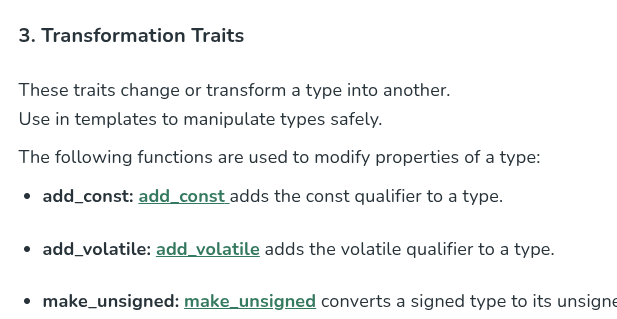 3. Transformation Traits
These traits change or transform a type into another.
Use in templates to manipulate types safely.
The following functions are used to modify properties of a type:
• add_const: add_const adds the const qualifier to a type.
• add_volatile: add_volatile adds the volatile qualifier to a type.
• make_unsigned: make_unsigned converts a signed type to its